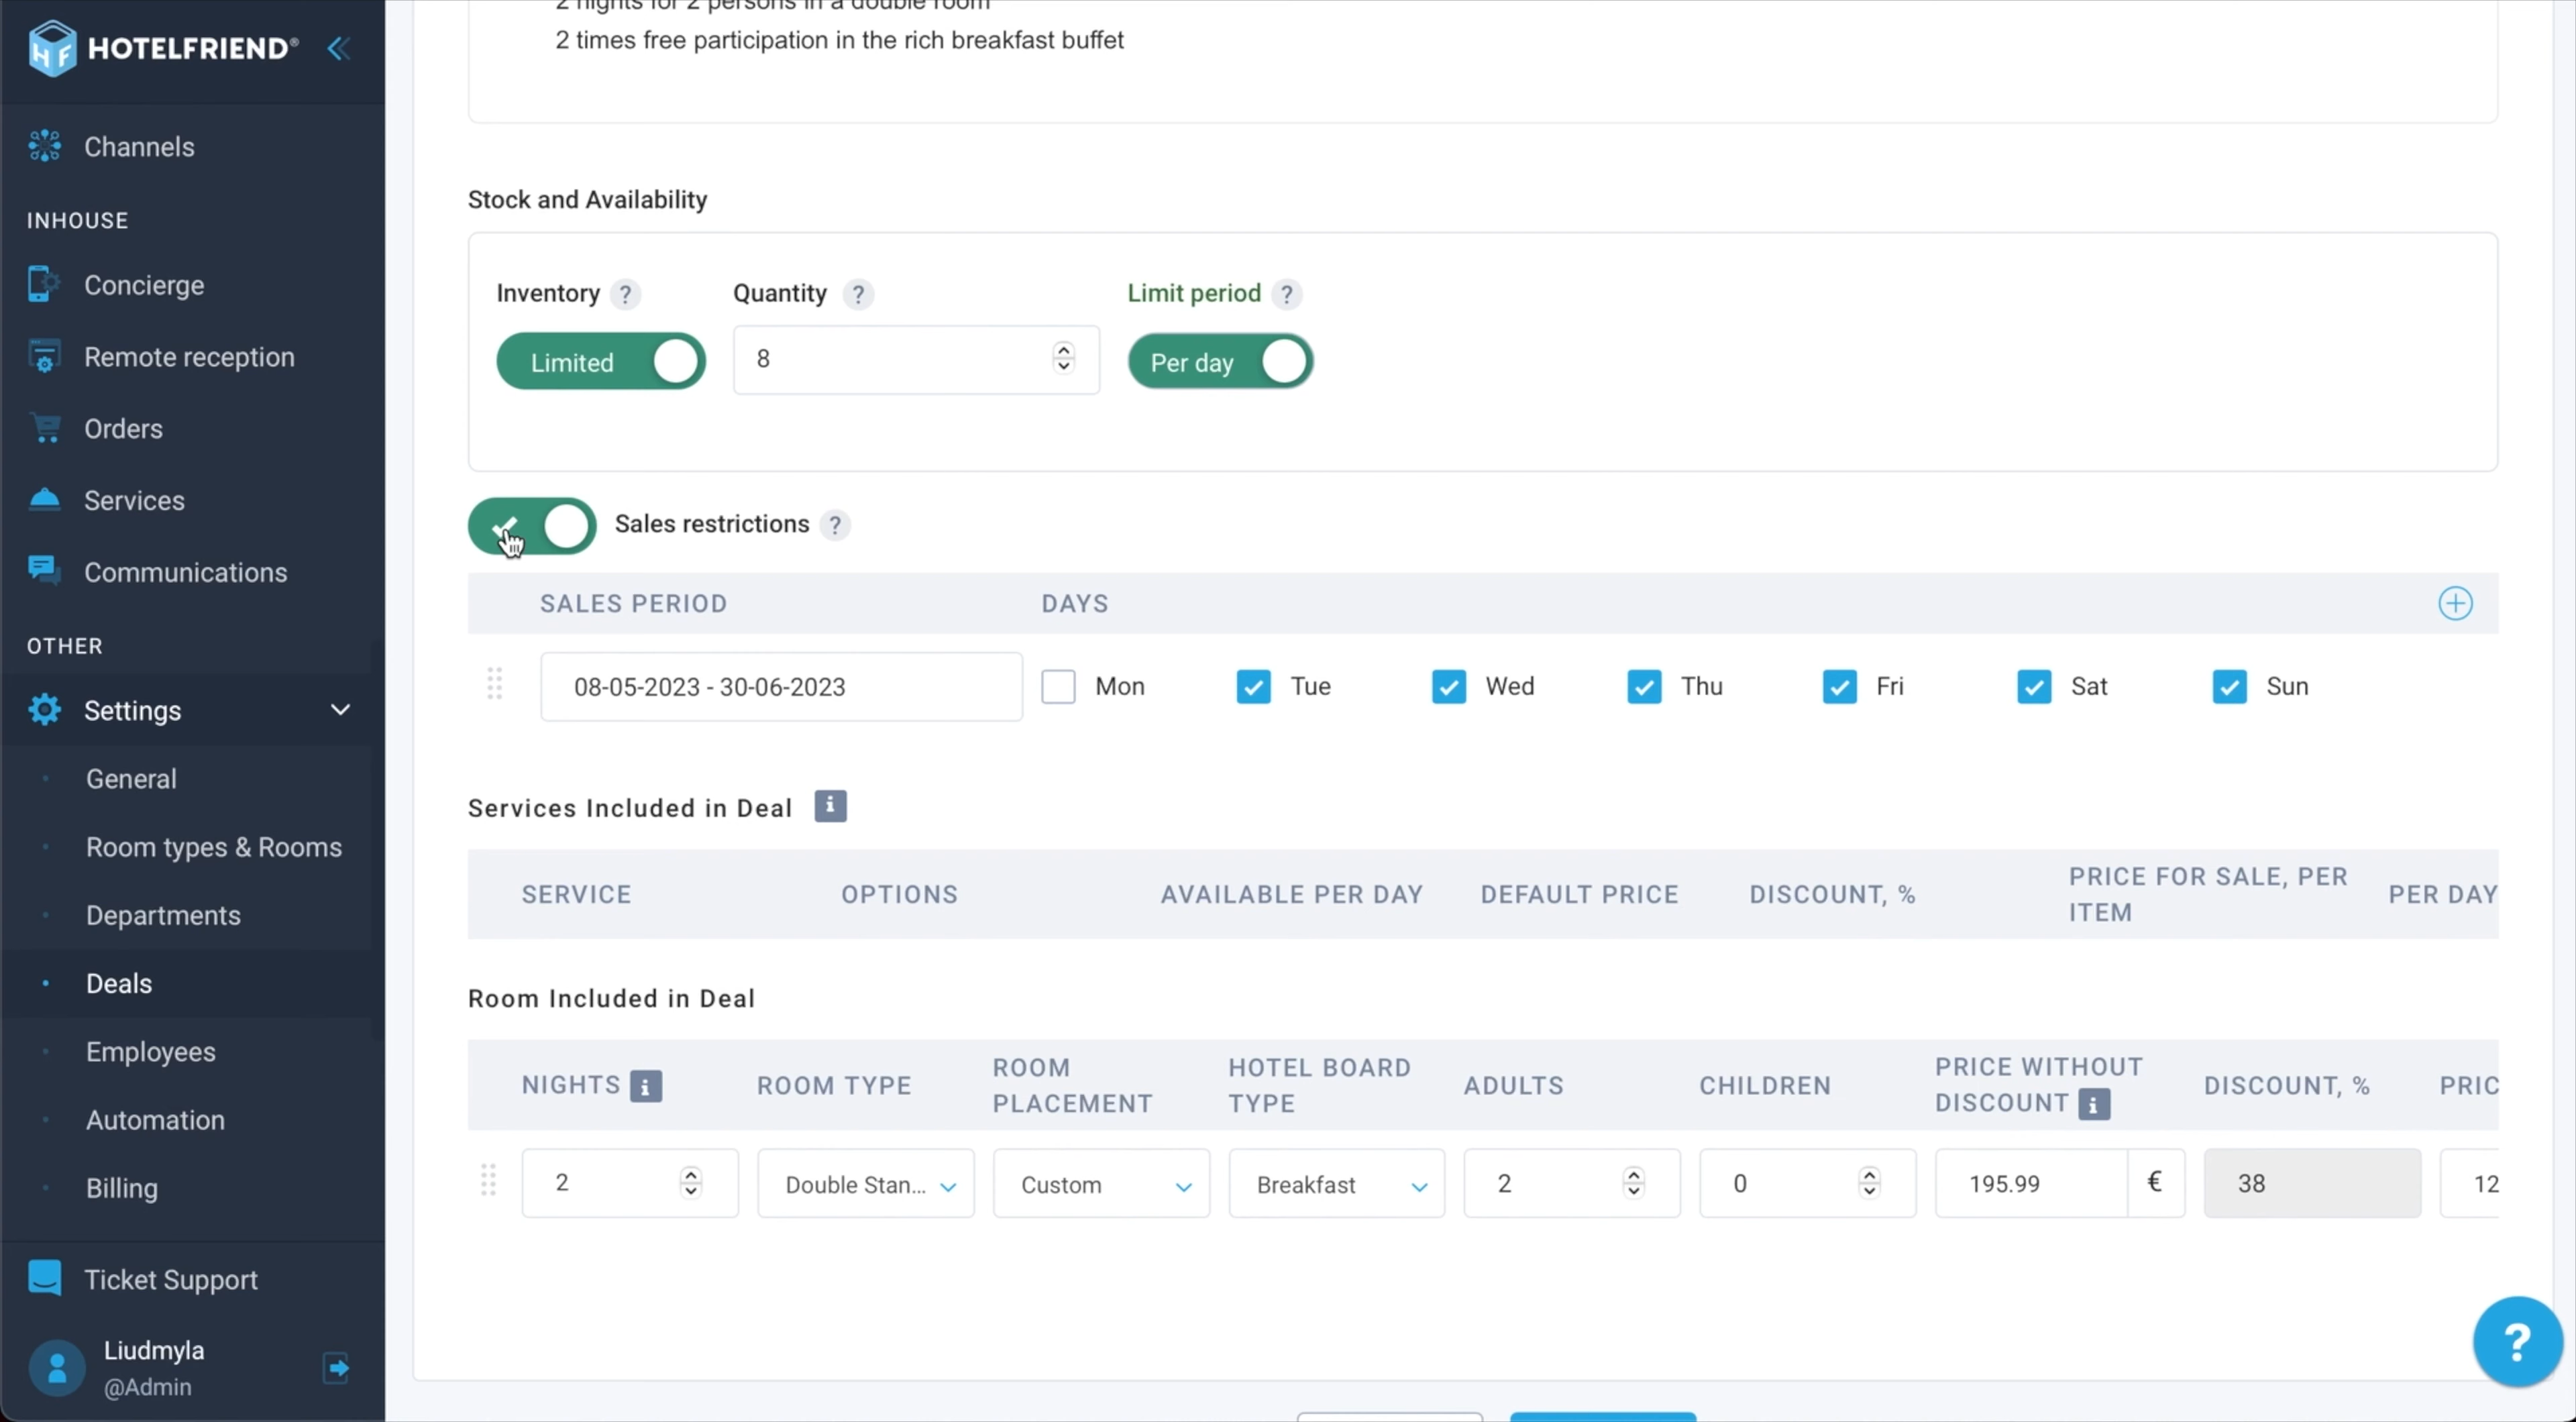 HOTELFRIEND®
Channels
INHOUSE
Concierge
Remote reception
Orders
Services
Communications
OTHER
Settings
General
Room types & Rooms
Departments
Deals
Employees
Automation
Billing
Ticket Support
Liudmyla
@Admin
2 nights for 2 persons in a double room
2 times free participation in the rich breakfast buffet
Stock and Availability
Inventory ? Quantity ? Limit period ?
Limited 8 Per day
Sales restrictions ?
SALES PERIOD DAYS
08-05-2023 - 30-06-2023 Mon Tue Wed Thu Fri Sat Sun
Services Included in Deal i
SERVICE OPTIONS AVAILABLE PER DAY DEFAULT PRICE DISCOUNT, % PRICE FOR SALE, PER ITEM PER DAY
Room Included in Deal
NIGHTS i ROOM TYPE ROOM PLACEMENT HOTEL BOARD TYPE ADULTS CHILDREN PRICE WITHOUT DISCOUNT i DISCOUNT, % PRIC
2 Double Stan... Custom Breakfast 2 0 195.99 € 38 12
?